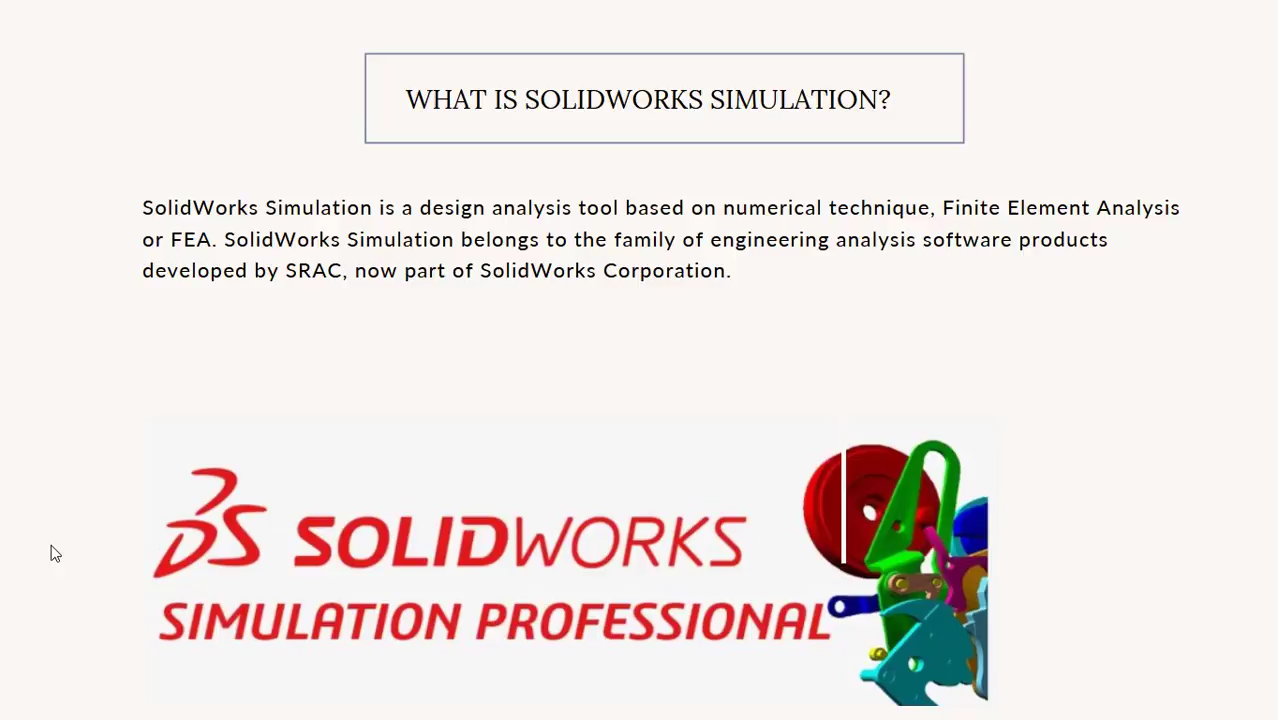 WHAT IS SOLIDWORKS SIMULATION?
SolidWorks Simulation is a design analysis tool based on numerical technique, Finite Element Analysis
or FEA. SolidWorks Simulation belongs to the family of engineering analysis software products
developed by SRAC, now part of SolidWorks Corporation.
DS SOLIDWORKS
SIMULATION PROFESSIONAL